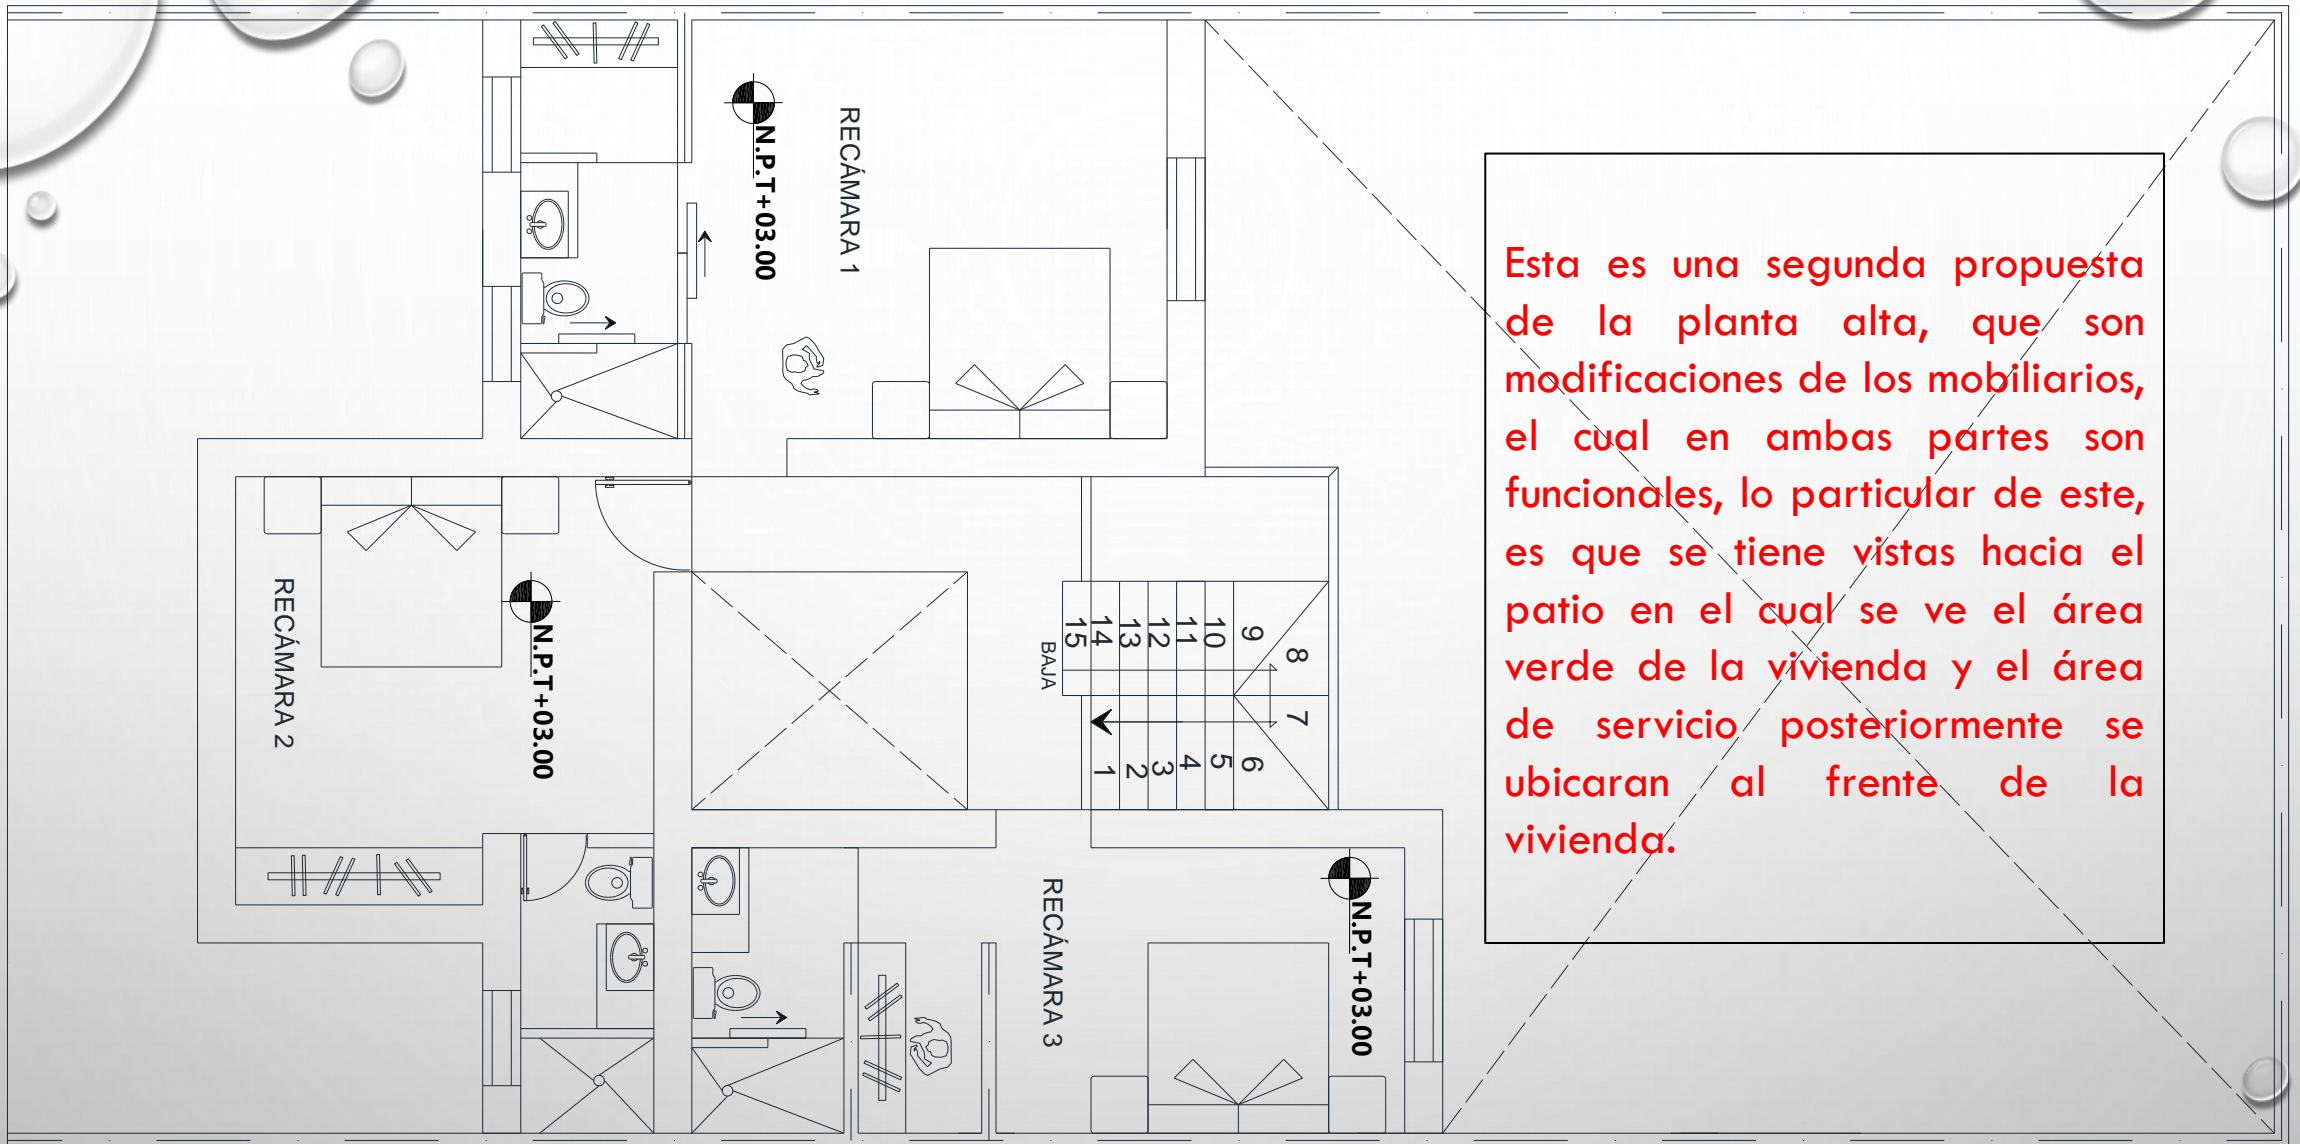 RECÁMARA 1
N.P.T+03.00
RECÁMARA 2
N.P.T+03.00
RECÁMARA 3
N.P.T+03.00
BAJA
15
14
13
12
11
10
9
8
7
6
5
4
3
2
1
Esta es una segunda propuesta
de la planta alta, que son
modificaciones de los mobiliarios,
el cual en ambas partes son
funcionales, lo particular de este,
es que se tiene vistas hacia el
patio en el cual se ve el área
verde de la vivienda y el área
de servicio posteriormente se
ubicaran al frente de la
vivienda.